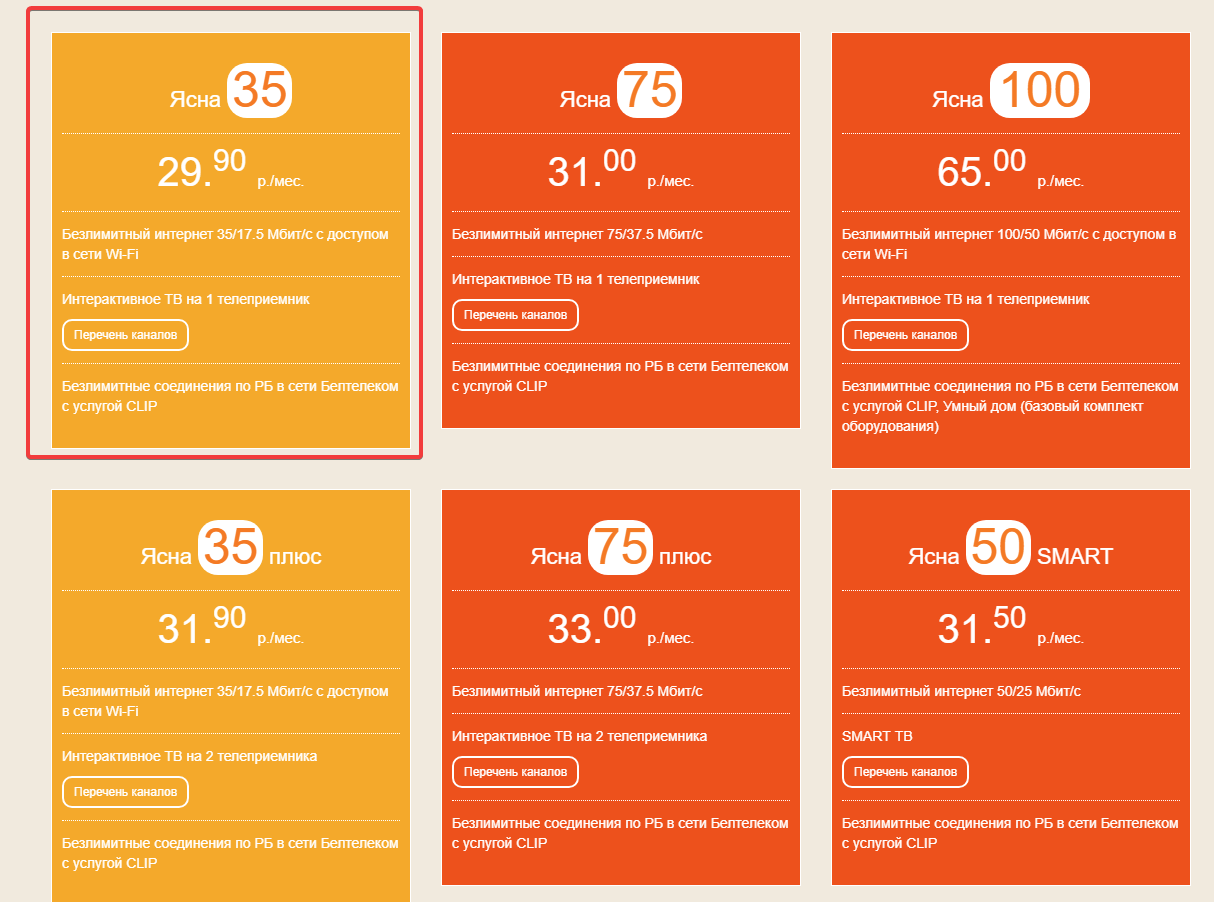 Ясна 35
29.90 р./мес.
Безлимитный интернет 35/17.5 Мбит/с с доступом
в сети Wi-Fi
Интерактивное ТВ на 1 телеприемник
Перечень каналов
Безлимитные соединения по РБ в сети Белтелеком
с услугой CLIP
Ясна 75
31.00 р./мес.
Безлимитный интернет 75/37.5 Мбит/с
Интерактивное ТВ на 1 телеприемник
Перечень каналов
Безлимитные соединения по РБ в сети Белтелеком
с услугой CLIP
Ясна 100
65.00 р./мес.
Безлимитный интернет 100/50 Мбит/с с доступом в
сети Wi-Fi
Интерактивное ТВ на 1 телеприемник
Перечень каналов
Безлимитные соединения по РБ в сети Белтелеком
с услугой CLIP, Умный дом (базовый комплект
оборудования)
Ясна 35 плюс
31.90 р./мес.
Безлимитный интернет 35/17.5 Мбит/с с доступом
в сети Wi-Fi
Интерактивное ТВ на 2 телеприемника
Перечень каналов
Безлимитные соединения по РБ в сети Белтелеком
с услугой CLIP
Ясна 75 плюс
33.00 р./мес.
Безлимитный интернет 75/37.5 Мбит/с
Интерактивное ТВ на 2 телеприемника
Перечень каналов
Безлимитные соединения по РБ в сети Белтелеком
с услугой CLIP
Ясна 50 SMART
31.50 р./мес.
Безлимитный интернет 50/25 Мбит/с
SMART ТВ
Перечень каналов
Безлимитные соединения по РБ в сети Белтелеком
с услугой CLIP